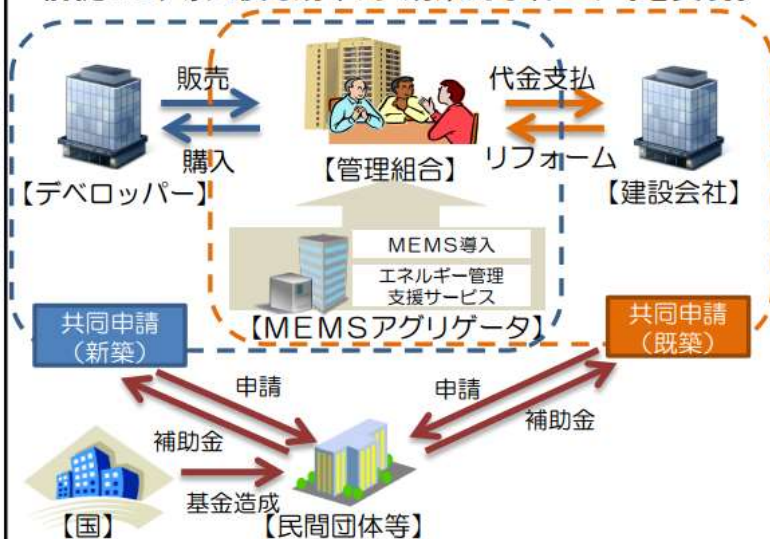 販売
代金支払
購入
リフォーム
【デベロッパー】
【管理組合】
【建設会社】
MEMS導入
エネルギー管理
支援サービス
【MEMSアグリゲータ】
共同申請
（新築）
共同申請
（既築）
申請
申請
補助金
補助金
基金造成
【国】
【民間団体等】